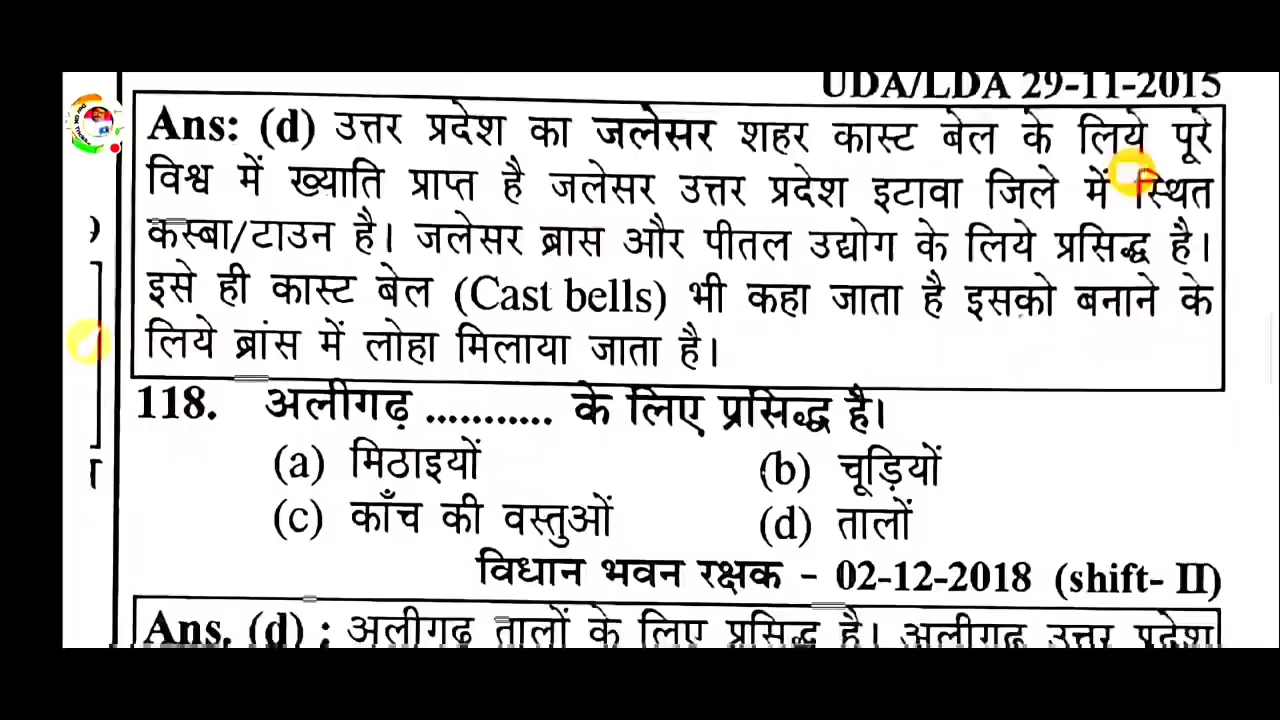 UDA/LDA 29-11-2015
Ans: (d) उत्तर प्रदेश का जलेसर शहर कास्ट बेल के लिये पूरे
विश्व में ख्याति प्राप्त है जलेसर उत्तर प्रदेश इटावा जिले में स्थित
कस्बा/टाउन है। जलेसर ब्रास और पीतल उद्योग के लिये प्रसिद्ध है।
इसे ही कास्ट बेल (Cast bells) भी कहा जाता है इसको बनाने के
लिये ब्रांस में लोहा मिलाया जाता है।
118. अलीगढ़ ............ के लिए प्रसिद्ध है।
(a) मिठाइयों (b) चूड़ियों
(c) काँच की वस्तुओं (d) तालों
विधान भवन रक्षक - 02-12-2018 (shift- II)
Ans. (d) : अलीगढ़ तालों के लिए प्रसिद्ध है। अलीगढ़ उत्तर प्रदेश